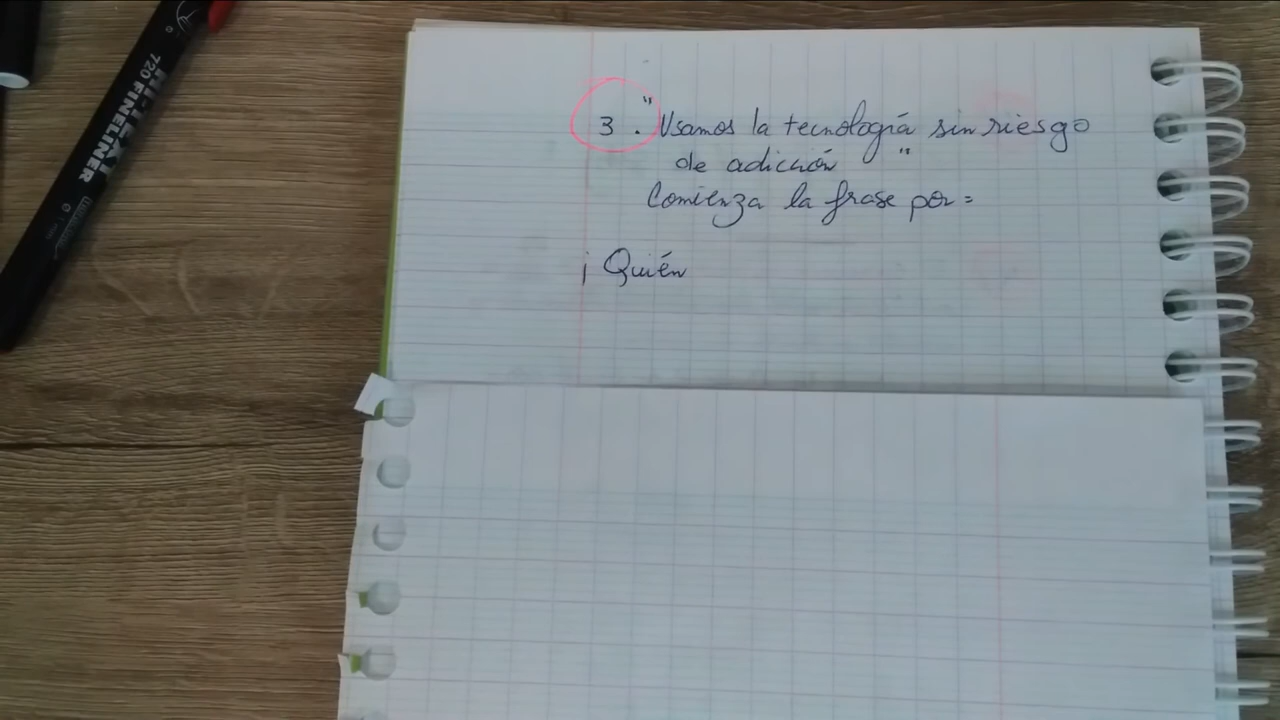 3. "Usamos la tecnología sin riesgo
de adicción "
Comienza la frase por =
¡ Quién
720 FINELINER